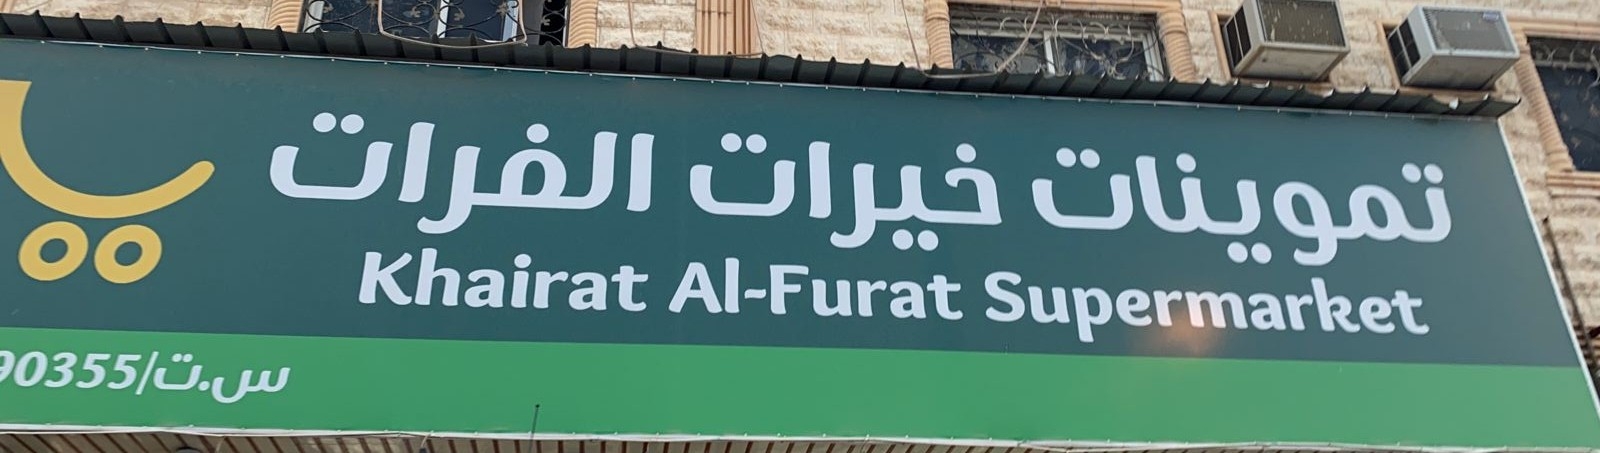 تموينات خيرات الفرات
Khairat Al-Furat Supermarket
س.ت/90355